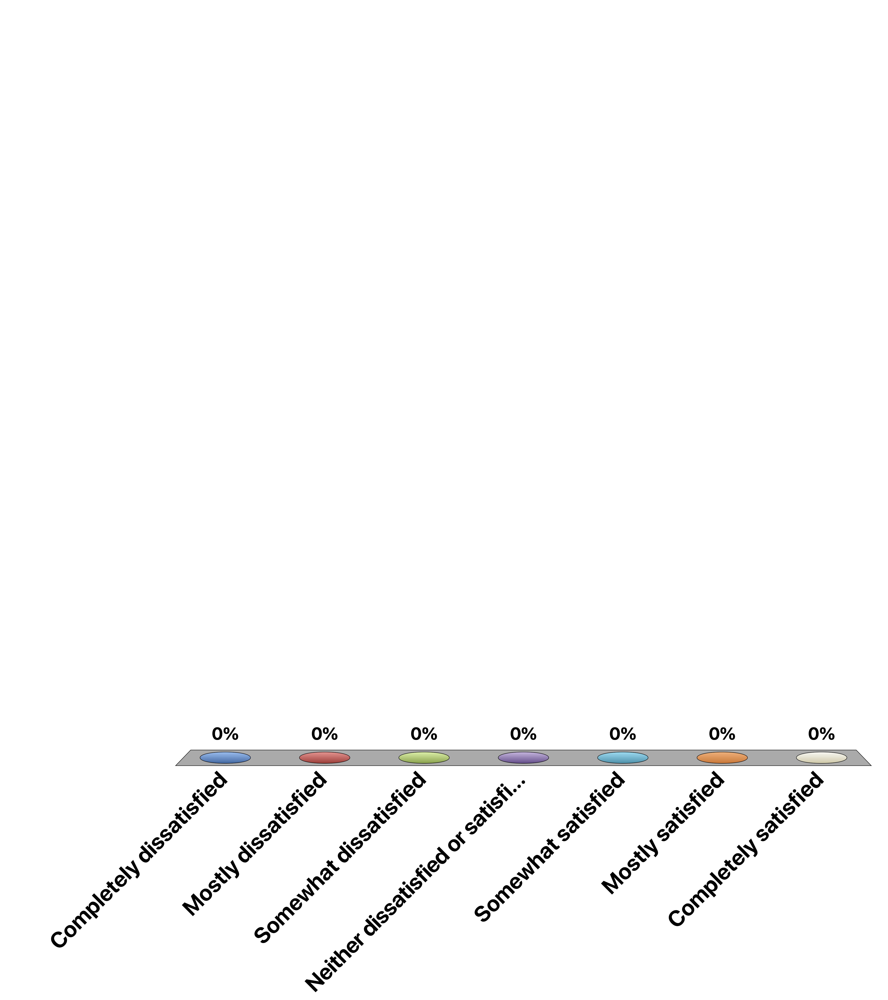 0% 0% 0% 0% 0% 0% 0%
Completely dissatisfied
Mostly dissatisfied
Somewhat dissatisfied
Neither dissatisfied or satisfi...
Somewhat satisfied
Mostly satisfied
Completely satisfied